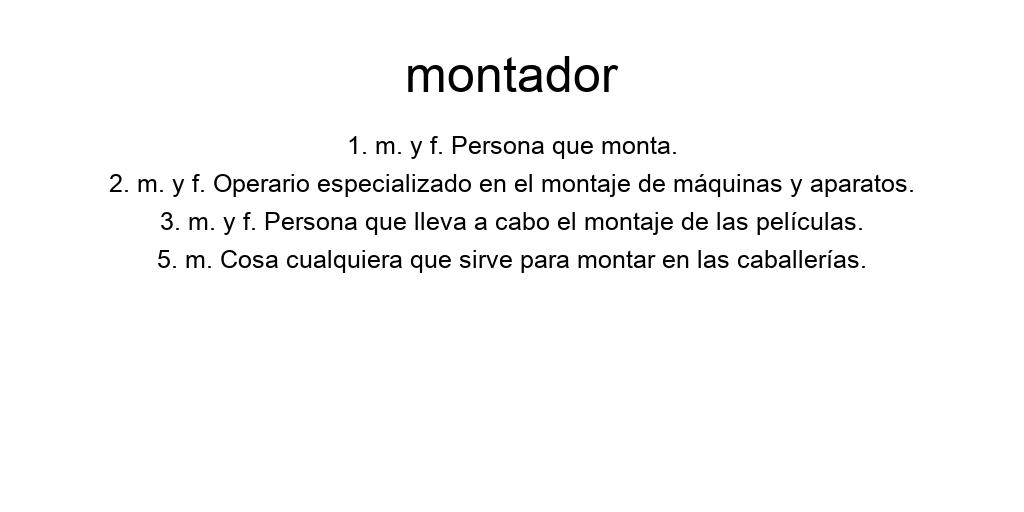 montador
1. m. y f. Persona que monta.
2. m. y f. Operario especializado en el montaje de máquinas y aparatos.
3. m. y f. Persona que lleva a cabo el montaje de las películas.
5. m. Cosa cualquiera que sirve para montar en las caballerías.